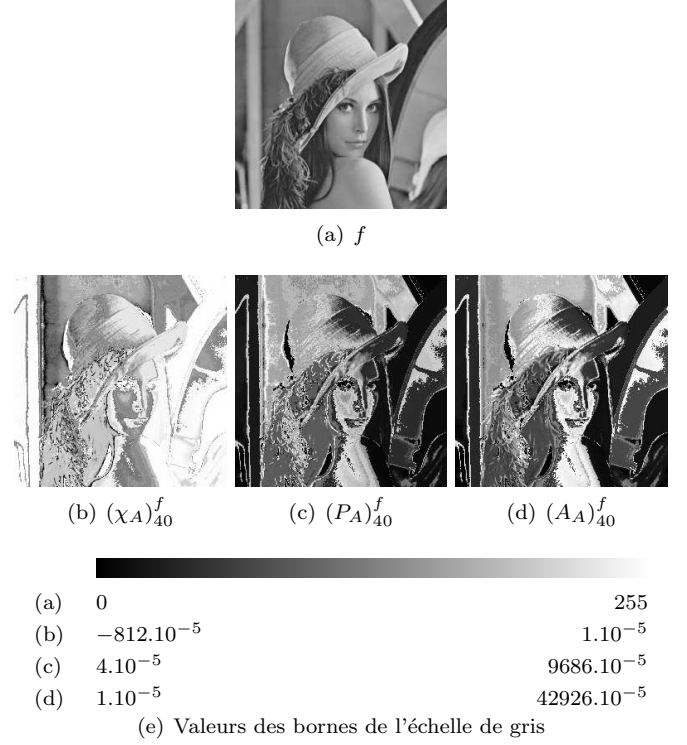 (a) f
(b) (χ_A)^f_40 (c) (P_A)^f_40 (d) (A_A)^f_40
(a) 0 255
(b) −812.10⁻⁵ 1.10⁻⁵
(c) 4.10⁻⁵ 9686.10⁻⁵
(d) 1.10⁻⁵ 42926.10⁻⁵
(e) Valeurs des bornes de l'échelle de gris